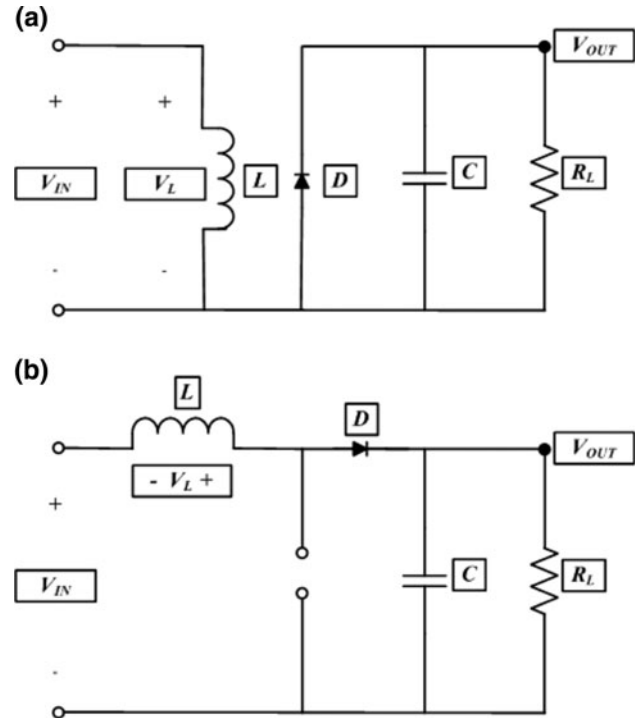 (a)
V_OUT
+ +
V_IN V_L L D C R_L
- -
(b)
L
D
V_OUT
- V_L +
+
V_IN C R_L
-